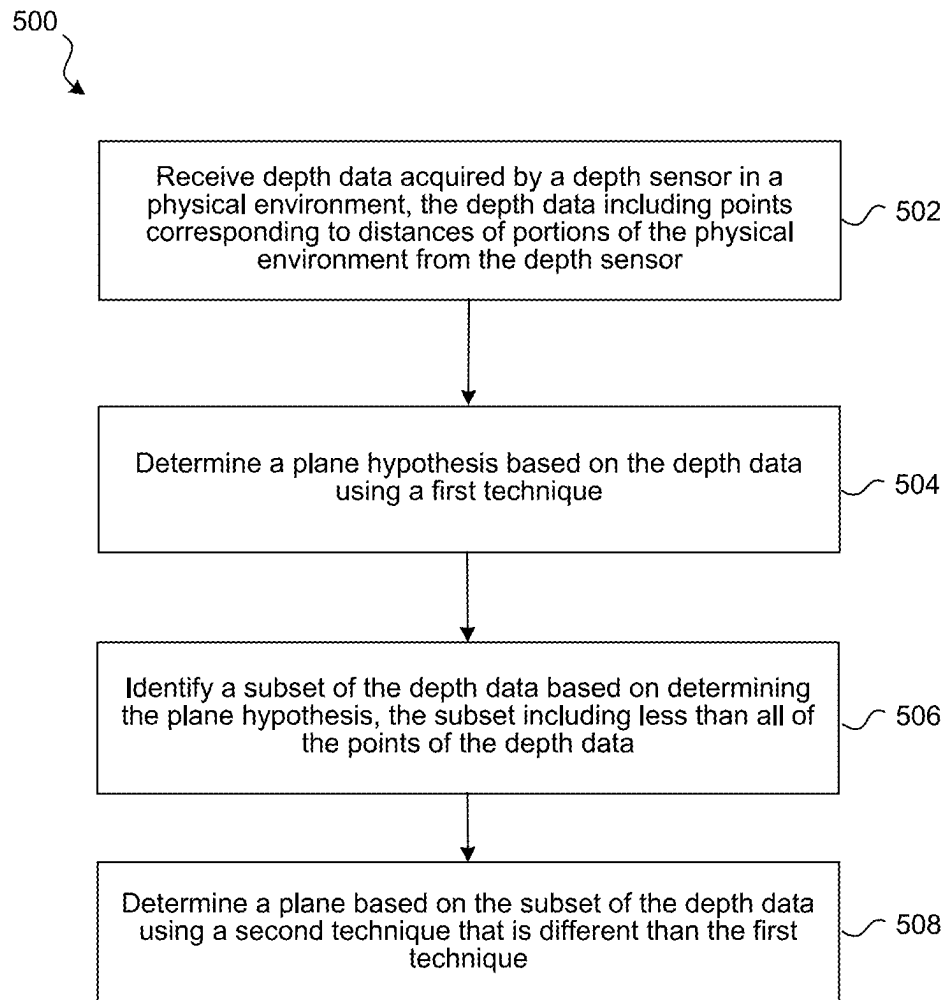 500
Receive depth data acquired by a depth sensor in a
physical environment, the depth data including points
corresponding to distances of portions of the physical
environment from the depth sensor
502
Determine a plane hypothesis based on the depth data
using a first technique
504
Identify a subset of the depth data based on determining
the plane hypothesis, the subset including less than all of
the points of the depth data
506
Determine a plane based on the subset of the depth data
using a second technique that is different than the first
technique
508